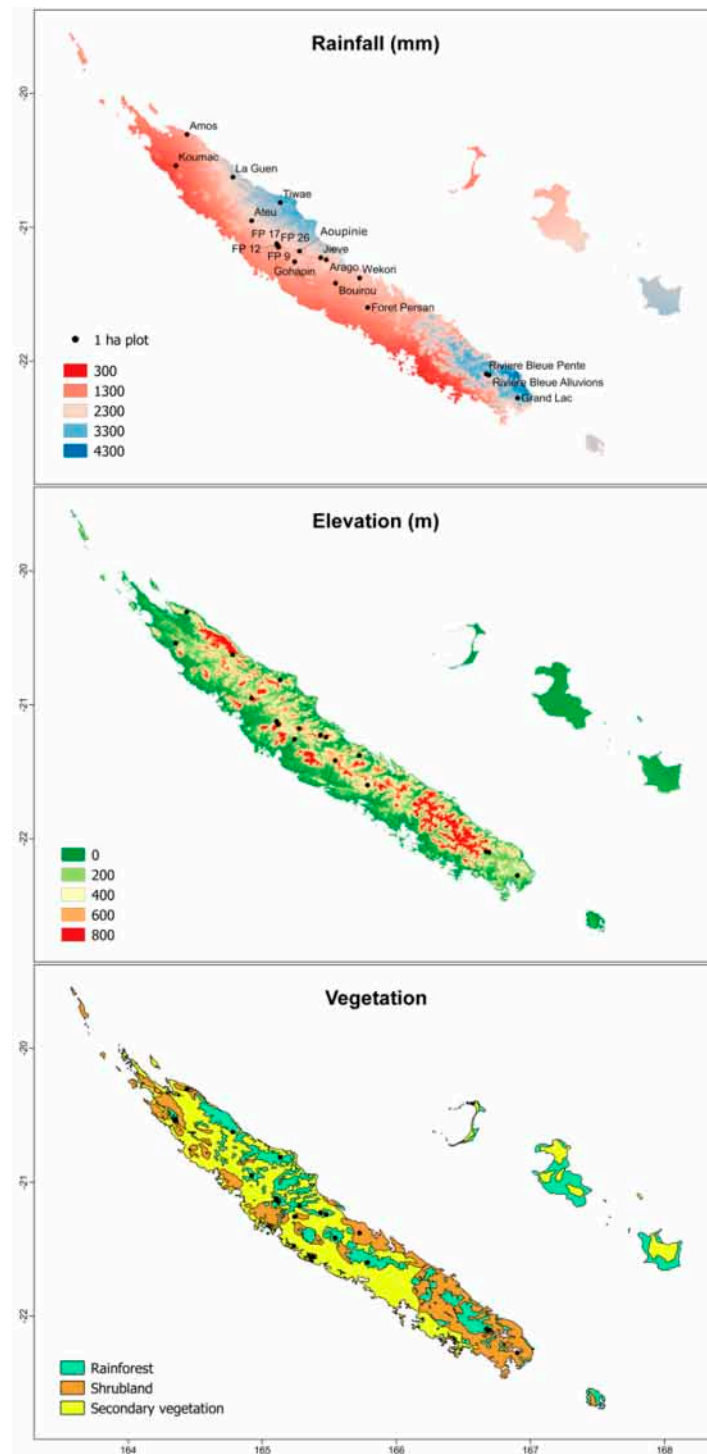 Rainfall (mm)
-20
Amos
Koumac
La Guen
Tiwae
-21
Ateu
FP 17
FP 26
Aoupinie
FP 12
FP 9
Jieve
Gohapin
Arago
Wekori
Bouirou
Foret Persan
1 ha plot
-22
300
1300
2300
3300
4300
Riviere Bleue Pente
Riviere Bleue Alluvions
Grand Lac
Elevation (m)
-20
-21
-22
0
200
400
600
800
Vegetation
-20
-21
-22
Rainforest
Shrubland
Secondary vegetation
164
165
166
167
168